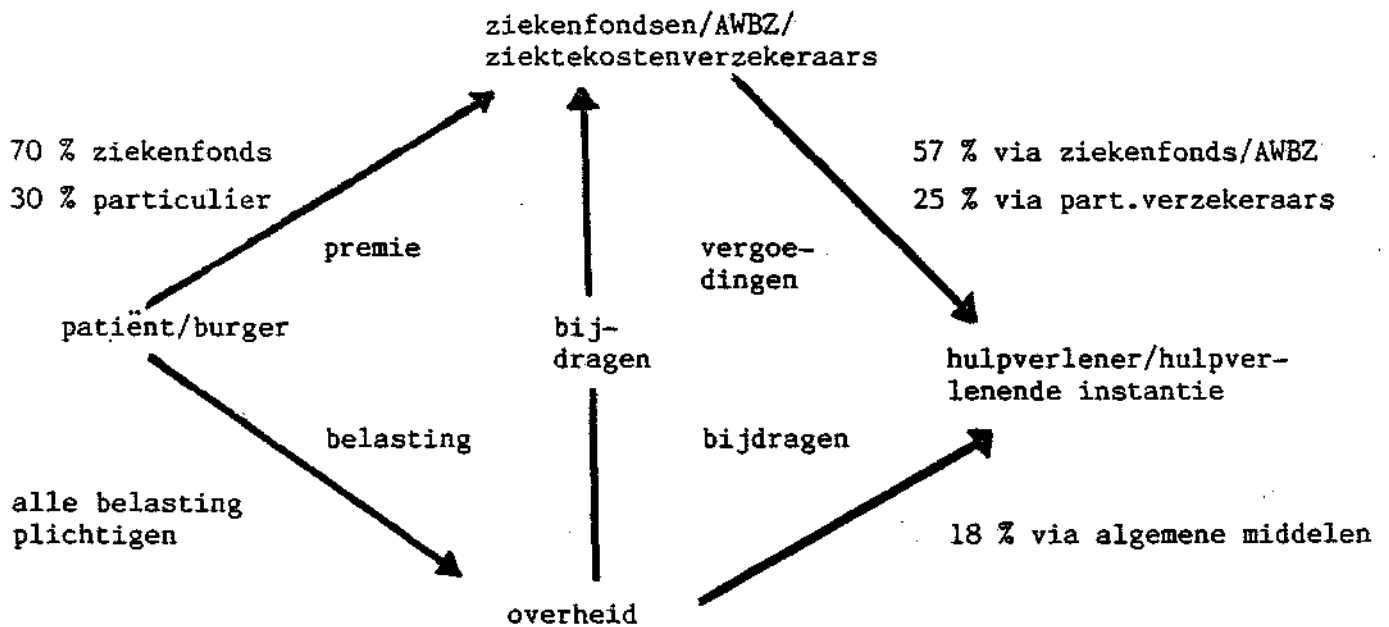 ziekenfondsen/AWBZ/
ziektekostenverzekeraars
70 % ziekenfonds
30 % particulier
57 % via ziekenfonds/AWBZ
25 % via part.verzekeraars
premie
vergoe-
dingen
patiënt/burger
bij-
dragen
hulpverlener/hulpver-
lenende instantie
belasting
bijdragen
alle belasting
plichtigen
18 % via algemene middelen
overheid